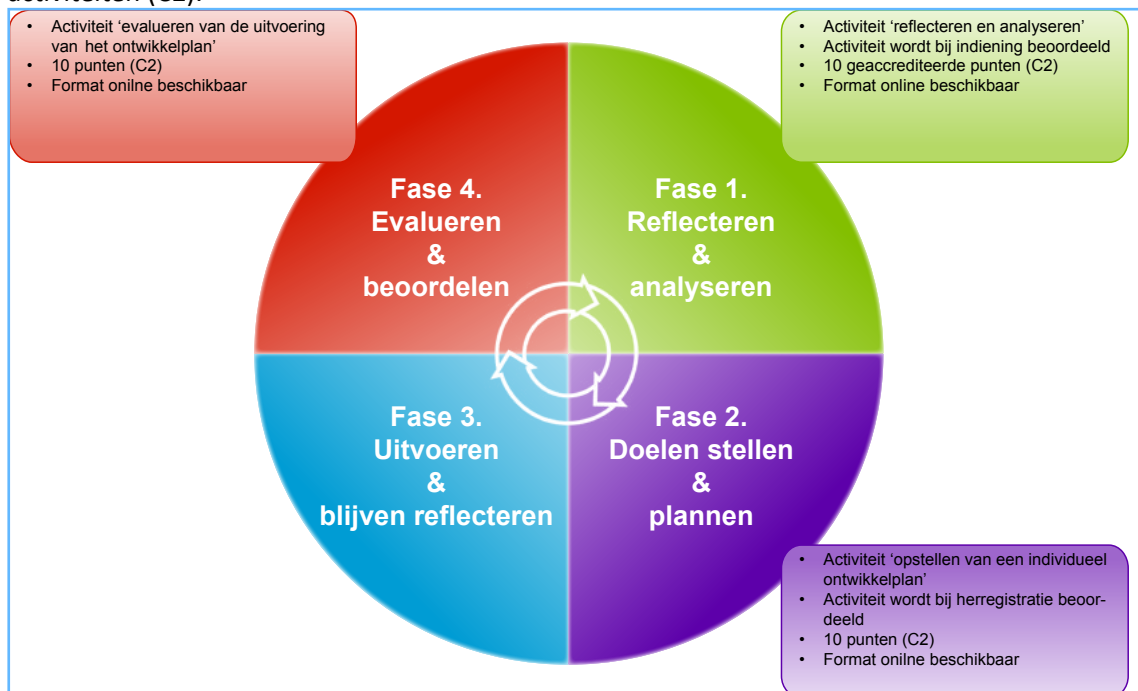 activiteiten (C2).
• Activiteit ‘evalueren van de uitvoering
van het ontwikkelplan’
• 10 punten (C2)
• Format onilne beschikbaar
• Activiteit ‘reflecteren en analyseren’
• Activiteit wordt bij indiening beoordeeld
• 10 geaccrediteerde punten (C2)
• Format online beschikbaar
Fase 4.
Evalueren
&
beoordelen
Fase 1.
Reflecteren
&
analyseren
Fase 3.
Uitvoeren
&
blijven reflecteren
Fase 2.
Doelen stellen
&
plannen
• Activiteit ‘opstellen van een individueel
ontwikkelplan’
• Activiteit wordt bij herregistratie beoor-
deeld
• 10 punten (C2)
• Format onilne beschikbaar